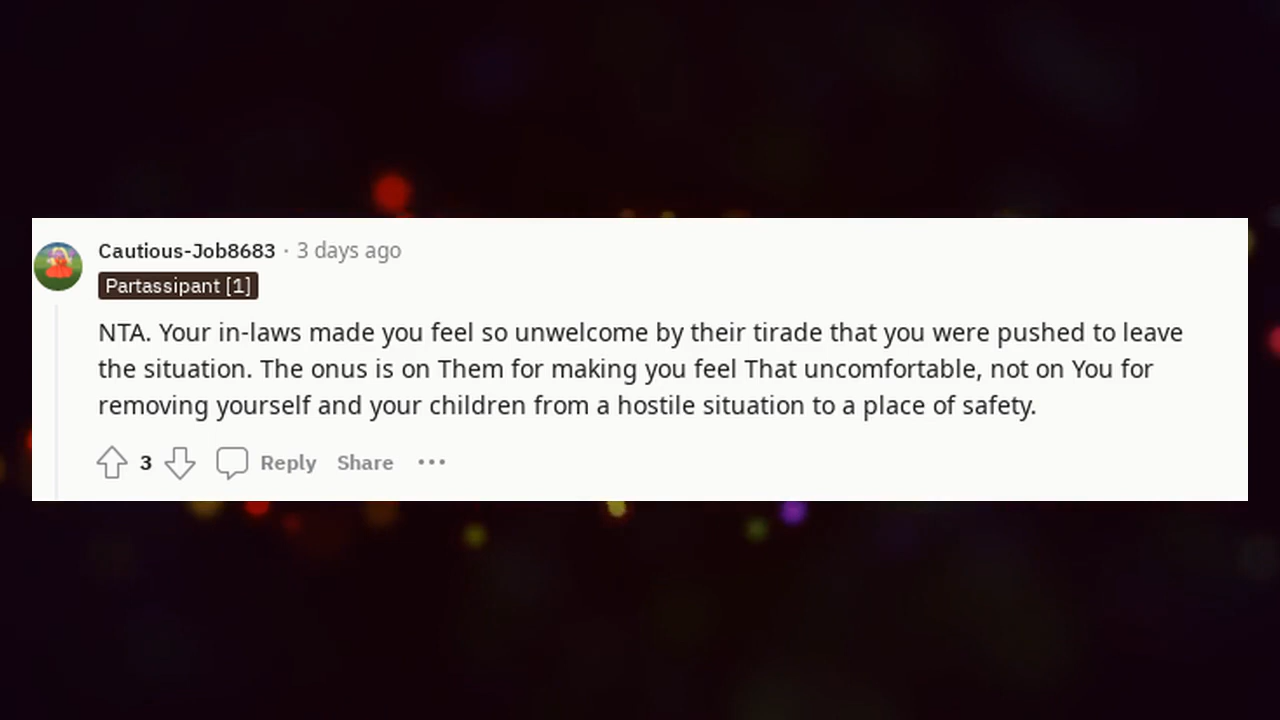 Cautious-Job8683 · 3 days ago
Partassipant [1]
NTA. Your in-laws made you feel so unwelcome by their tirade that you were pushed to leave
the situation. The onus is on Them for making you feel That uncomfortable, not on You for
removing yourself and your children from a hostile situation to a place of safety.
3 Reply Share ···